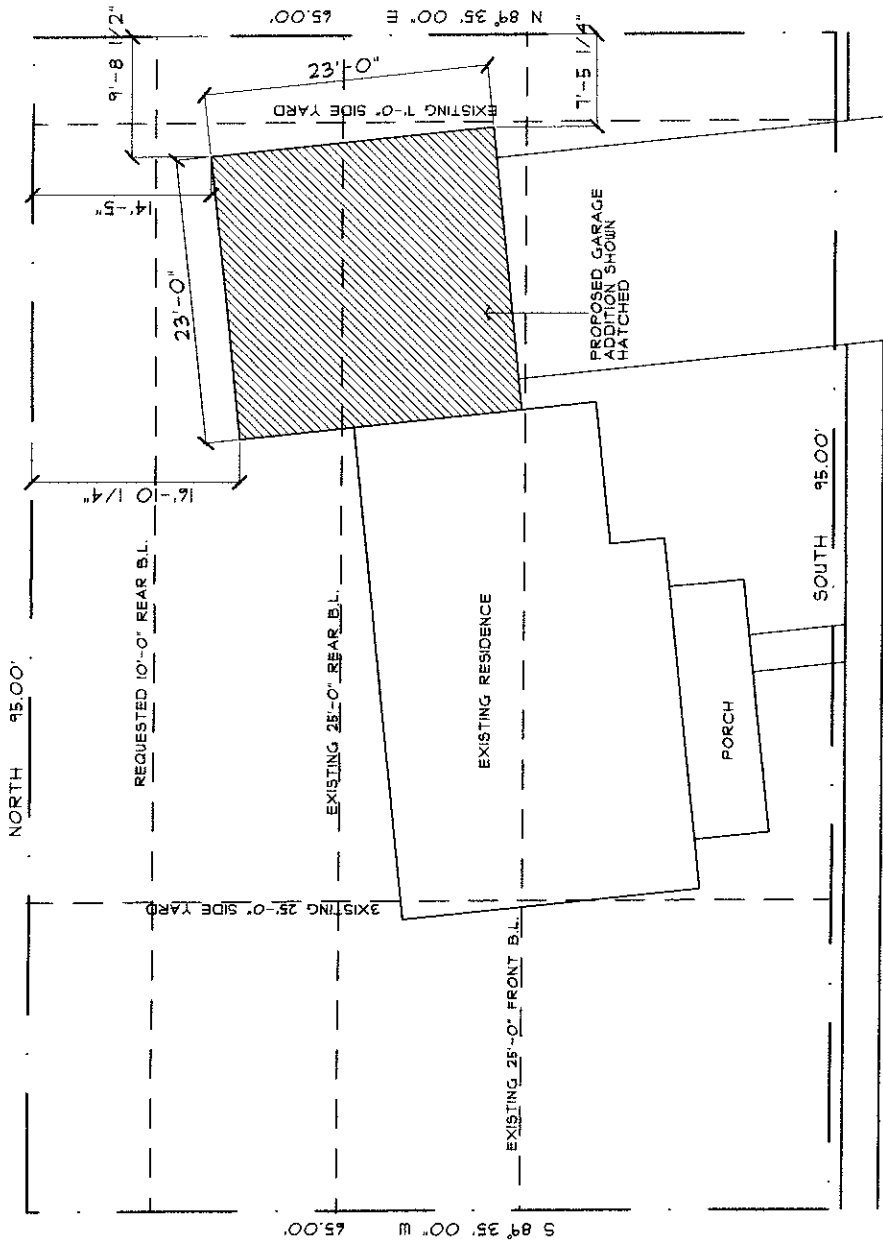 N 89° 35' 00" E 65.00'
9'-8 1/2"
23'-0"
7'-5 1/4"
EXISTING 7'-0" SIDE YARD
14'-5"
23'-0"
16'-0 1/4"
PROPOSED GARAGE
ADDITION SHOWN
HATCHED
NORTH 95.00'
REQUESTED 10'-0" REAR B.L.
EXISTING 25'-0" REAR B.L.
EXISTING RESIDENCE
PORCH
SOUTH 95.00'
EXISTING 25'-0" SIDE YARD
EXISTING 25'-0" FRONT B.L.
S 89° 35' 00" W 65.00'